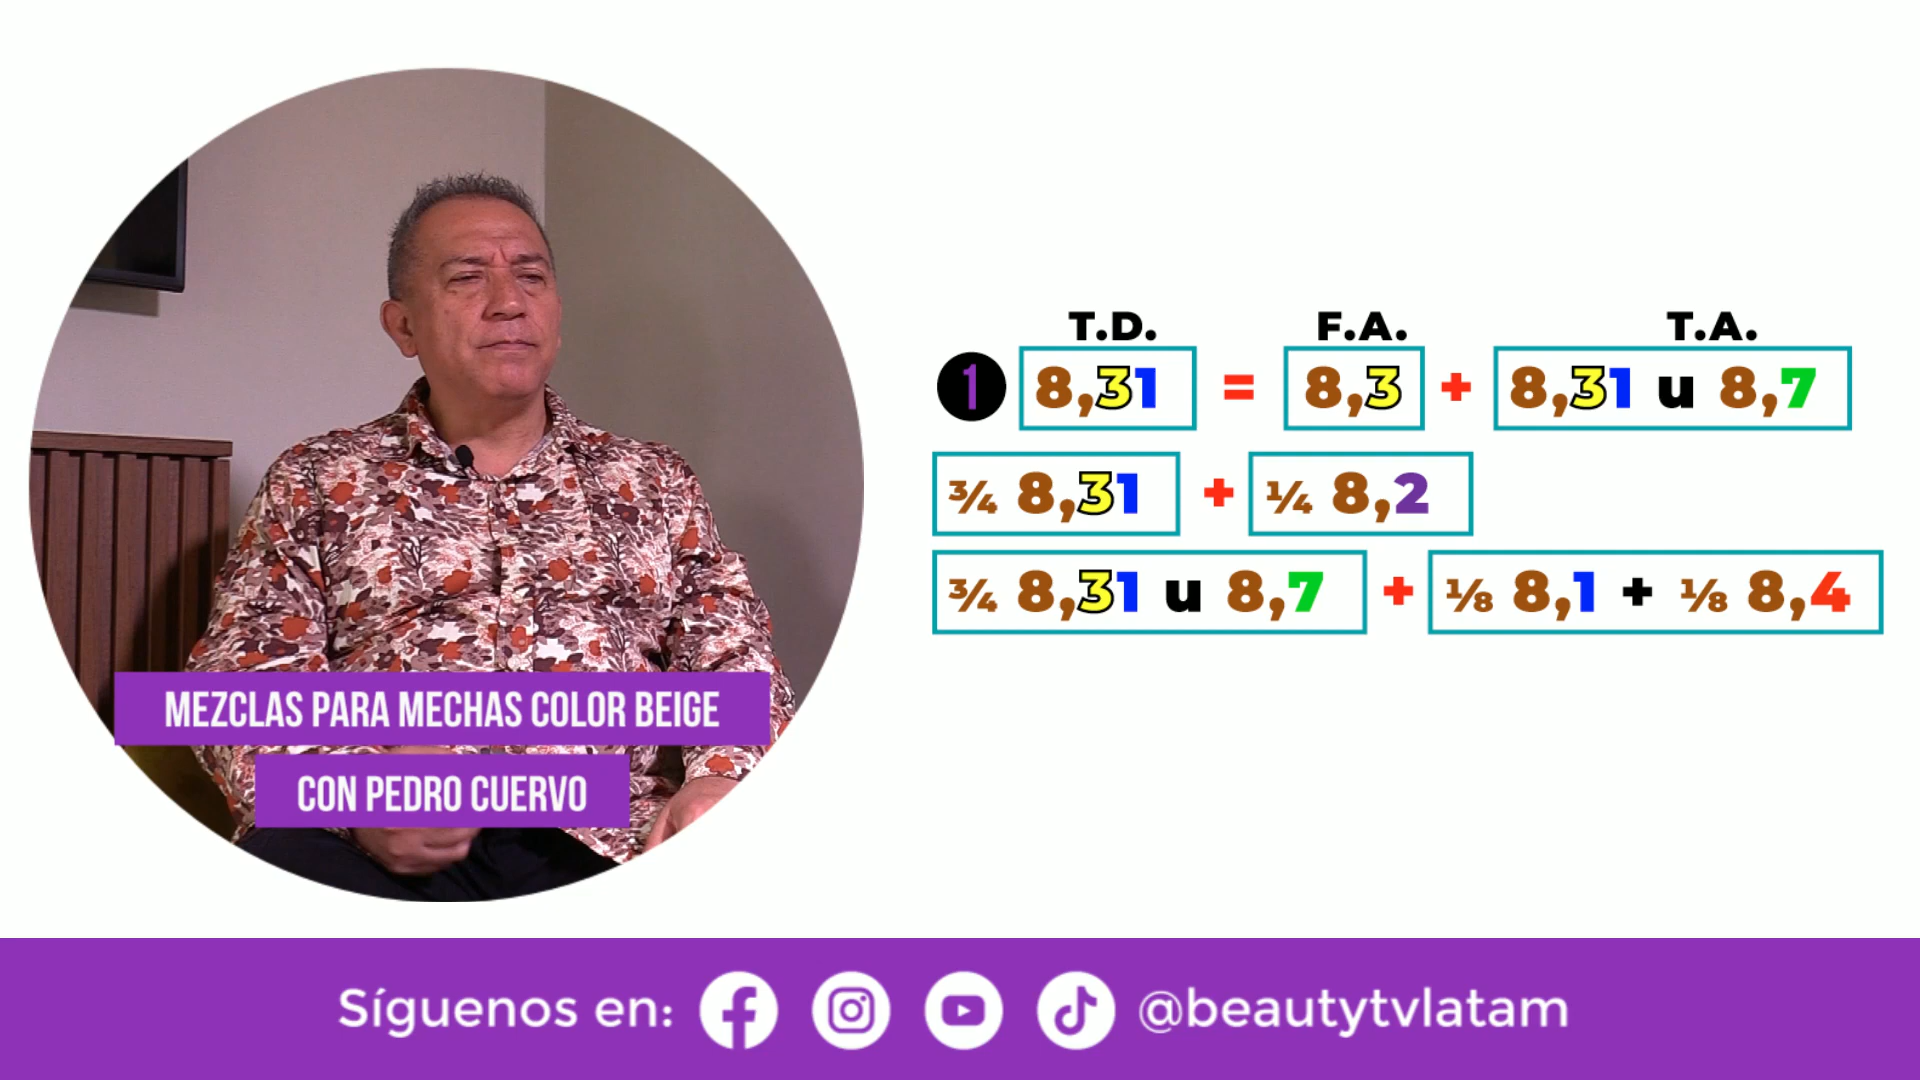 T.D. F.A. T.A.
1 8,31 = 8,3 + 8,31 u 8,7
¾ 8,31 + ¼ 8,2
¾ 8,31 u 8,7 + ⅛ 8,1 + ⅛ 8,4
MEZCLAS PARA MECHAS COLOR BEIGE
CON PEDRO CUERVO
Síguenos en: @beautytvlatam